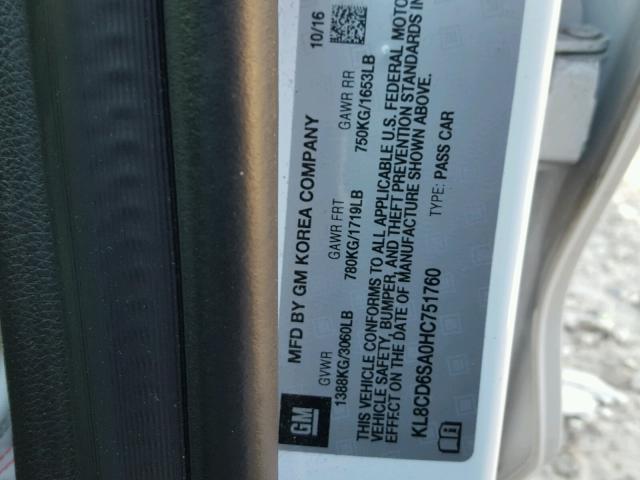 MFD BY GM KOREA COMPANY 10/16
GM
GVWR GAWR FRT GAWR RR
1388KG/3060LB 780KG/1719LB 750KG/1653LB
THIS VEHICLE CONFORMS TO ALL APPLICABLE U.S. FEDERAL MOTOR
VEHICLE SAFETY, BUMPER, AND THEFT PREVENTION STANDARDS IN
EFFECT ON THE DATE OF MANUFACTURE SHOWN ABOVE.
KL8CD6SA0HC751760 TYPE: PASS CAR